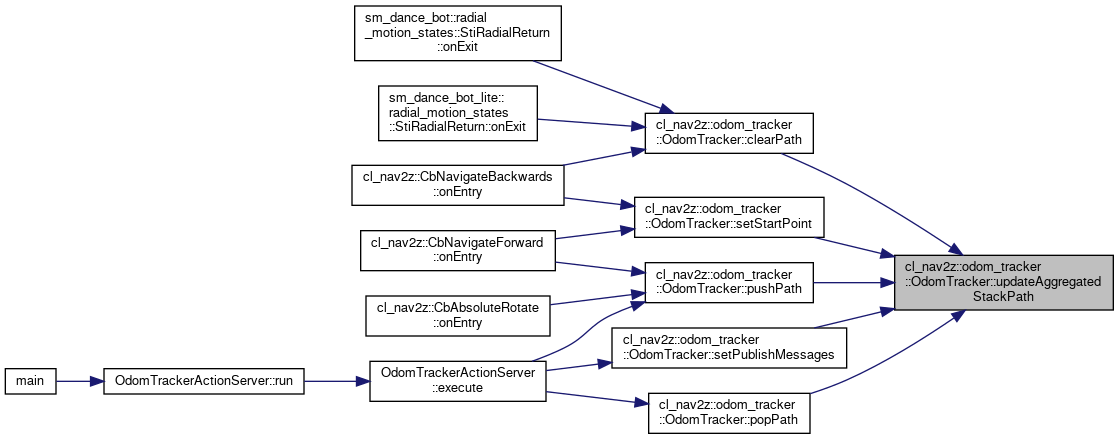 sm_dance_bot::radial
_motion_states::StiRadialReturn
::onExit
sm_dance_bot_lite::
radial_motion_states
::StiRadialReturn::onExit
cl_nav2z::odom_tracker
::OdomTracker::clearPath
cl_nav2z::CbNavigateBackwards
::onEntry
cl_nav2z::odom_tracker
::OdomTracker::setStartPoint
cl_nav2z::CbNavigateForward
::onEntry
cl_nav2z::odom_tracker
::OdomTracker::pushPath
cl_nav2z::odom_tracker
::OdomTracker::updateAggregated
StackPath
cl_nav2z::CbAbsoluteRotate
::onEntry
cl_nav2z::odom_tracker
::OdomTracker::setPublishMessages
main
OdomTrackerActionServer::run
OdomTrackerActionServer
::execute
cl_nav2z::odom_tracker
::OdomTracker::popPath